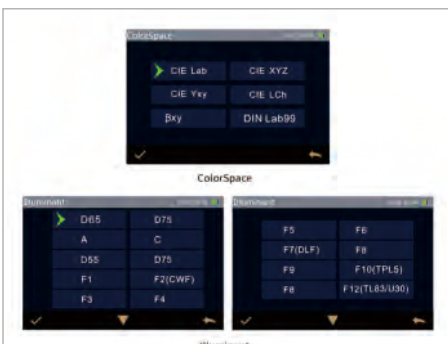 ColorSpace
CIE Lab CIE XYZ
CIE Yxy CIE LCh
βxy DIN Lab99
ColorSpace
Illuminant Illuminant
D65 D75
A C
D55 D75
F1 F2(CWF)
F3 F4
F5 F6
F7(DLF) F8
F9 F10(TPL5)
F8 F12(TL83/U30)